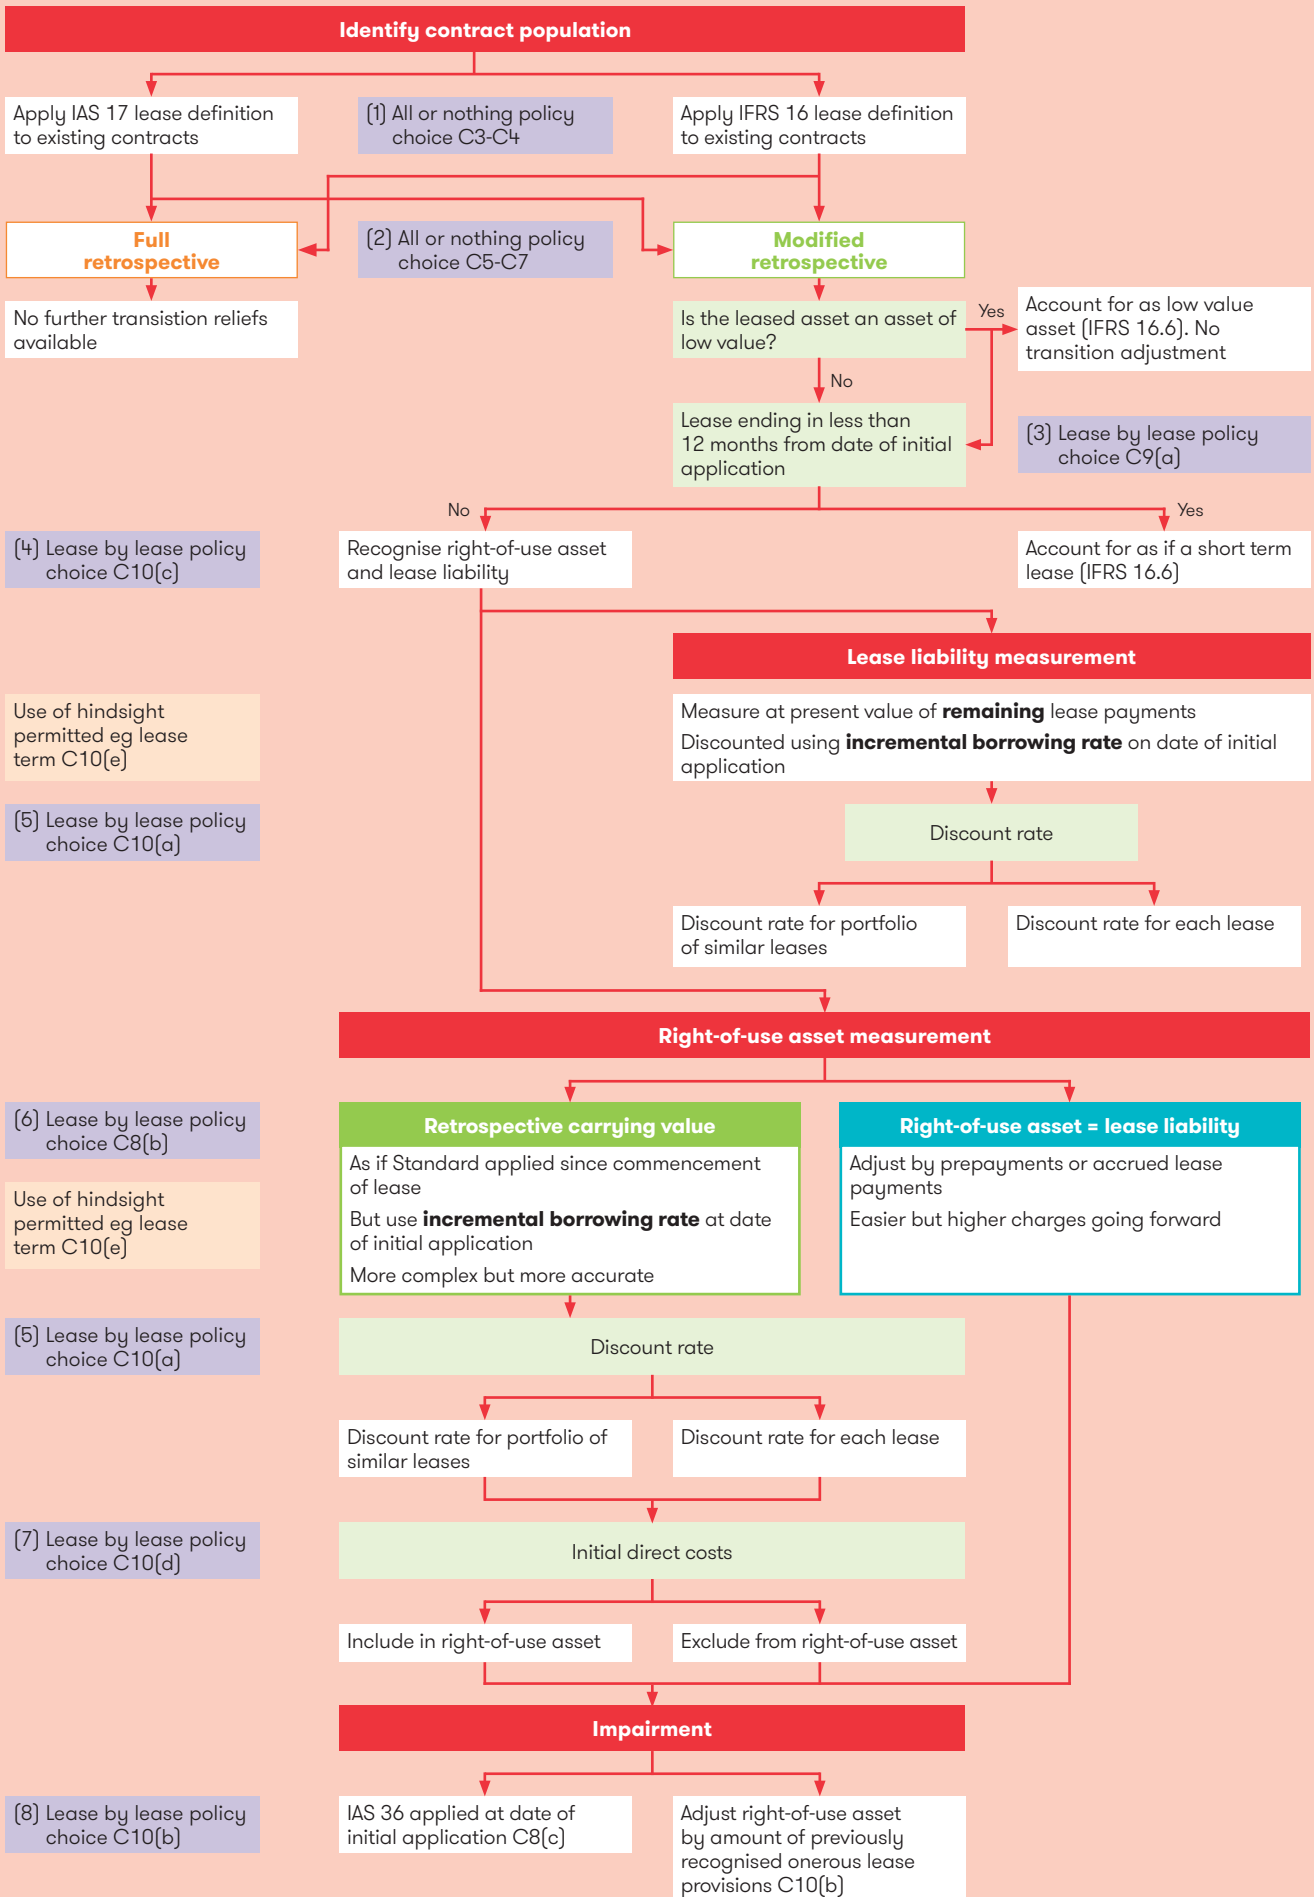 Identify contract population
Apply IAS 17 lease definition
to existing contracts
(1) All or nothing policy
choice C3-C4
Apply IFRS 16 lease definition
to existing contracts
Full
retrospective
(2) All or nothing policy
choice C5-C7
Modified
retrospective
No further transistion reliefs
available
Is the leased asset an asset of
low value?
Yes
Account for as low value
asset (IFRS 16.6). No
transition adjustment
No
Lease ending in less than
12 months from date of initial
application
(3) Lease by lease policy
choice C9(a)
No
Yes
(4) Lease by lease policy
choice C10(c)
Recognise right-of-use asset
and lease liability
Account for as if a short term
lease (IFRS 16.6)
Lease liability measurement
Use of hindsight
permitted eg lease
term C10(e)
Measure at present value of remaining lease payments
Discounted using incremental borrowing rate on date of initial
application
(5) Lease by lease policy
choice C10(a)
Discount rate
Discount rate for portfolio
of similar leases
Discount rate for each lease
Right-of-use asset measurement
(6) Lease by lease policy
choice C8(b)
Retrospective carrying value
As if Standard applied since commencement
of lease
But use incremental borrowing rate at date
of initial application
More complex but more accurate
Right-of-use asset = lease liability
Adjust by prepayments or accrued lease
payments
Easier but higher charges going forward
Use of hindsight
permitted eg lease
term C10(e)
(5) Lease by lease policy
choice C10(a)
Discount rate
Discount rate for portfolio of
similar leases
Discount rate for each lease
(7) Lease by lease policy
choice C10(d)
Initial direct costs
Include in right-of-use asset
Exclude from right-of-use asset
Impairment
(8) Lease by lease policy
choice C10(b)
IAS 36 applied at date of
initial application C8(c)
Adjust right-of-use asset
by amount of previously
recognised onerous lease
provisions C10(b)